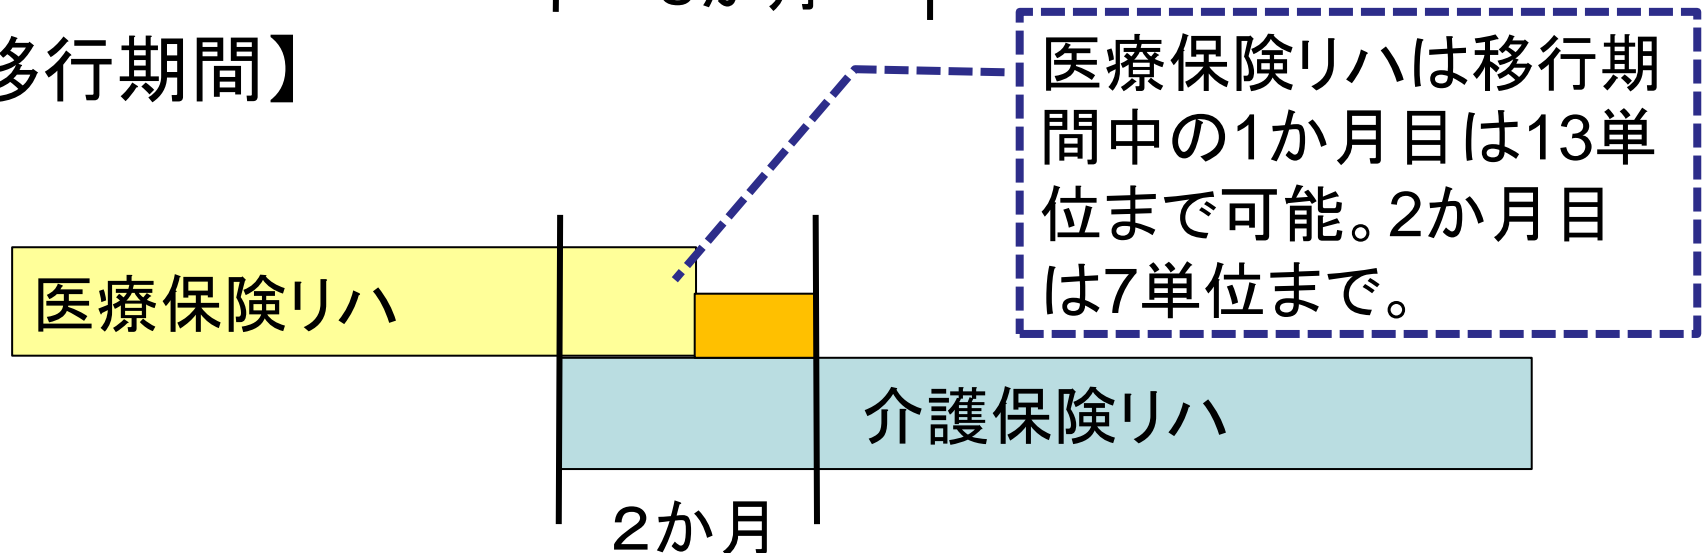 か月
移行期間】
医療保険リハは移行期
間中の1か月目は13単
位まで可能。2か月目
は7単位まで。
医療保険リハ
介護保険リハ
2か月